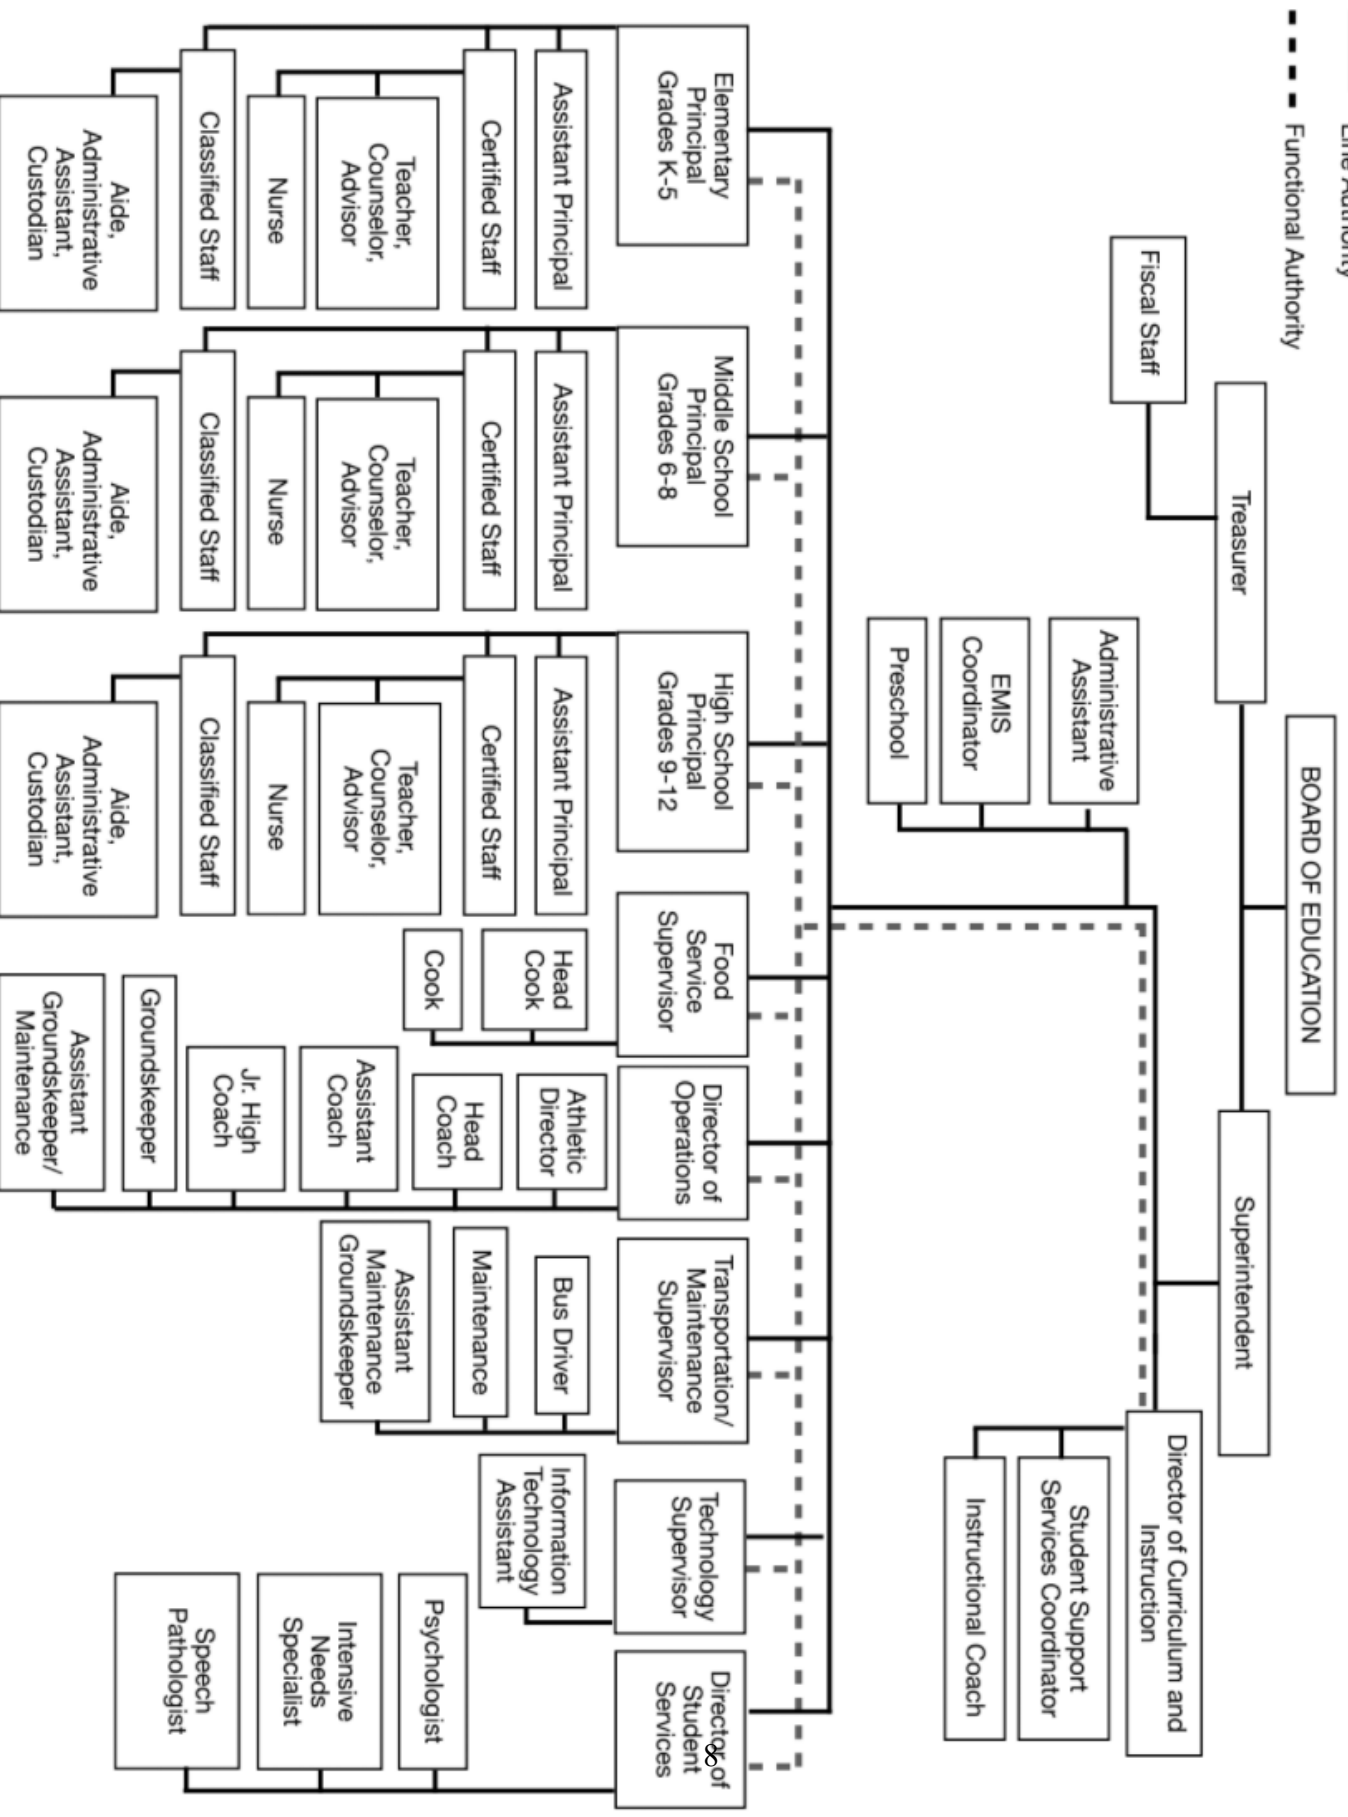 Line Authority
Functional Authority
BOARD OF EDUCATION
Treasurer
Superintendent
Fiscal Staff
Director of Curriculum and
Instruction
Student Support
Services Coordinator
Instructional Coach
Administrative
Assistant
EMIS
Coordinator
Preschool
Elementary
Principal
Grades K-5
Assistant Principal
Certified Staff
Teacher,
Counselor,
Advisor
Nurse
Classified Staff
Aide,
Administrative
Assistant,
Custodian
Middle School
Principal
Grades 6-8
Assistant Principal
Certified Staff
Teacher,
Counselor,
Advisor
Nurse
Classified Staff
Aide,
Administrative
Assistant,
Custodian
High School
Principal
Grades 9-12
Assistant Principal
Certified Staff
Teacher,
Counselor,
Advisor
Nurse
Classified Staff
Aide,
Administrative
Assistant,
Custodian
Food
Service
Supervisor
Head
Cook
Cook
Director of
Operations
Athletic
Director
Head
Coach
Assistant
Coach
Jr. High
Coach
Groundskeeper
Assistant
Groundskeeper/
Maintenance
Transportation/
Maintenance
Supervisor
Bus Driver
Maintenance
Assistant
Maintenance
Groundskeeper
Technology
Supervisor
Information
Technology
Assistant
Director of
Student
Services
Psychologist
Intensive
Needs
Specialist
Speech
Pathologist
8